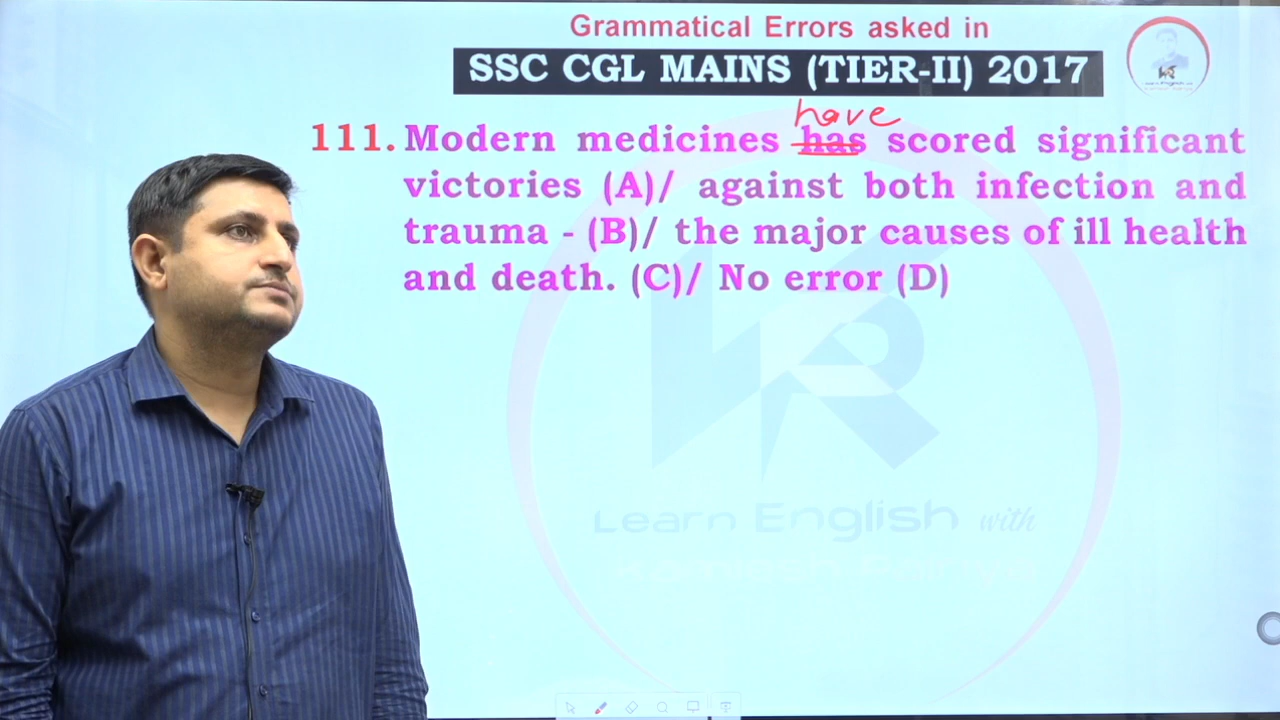 Grammatical Errors asked in
SSC CGL MAINS (TIER-II) 2017
have
111. Modern medicines has scored significant
victories (A)/ against both infection and
trauma - (B)/ the major causes of ill health
and death. (C)/ No error (D)
Learn English with